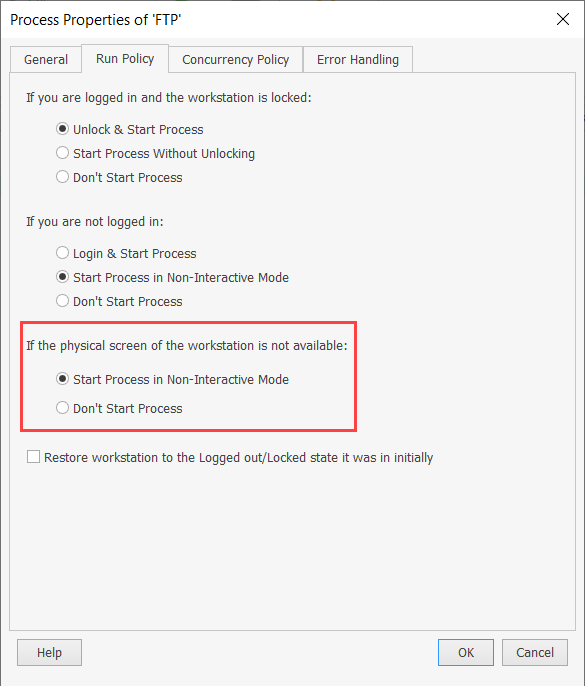 Process Properties of 'FTP'
General
Run Policy
Concurrency Policy
Error Handling
If you are logged in and the workstation is locked:
Unlock & Start Process
Start Process Without Unlocking
Don't Start Process
If you are not logged in:
Login & Start Process
Start Process in Non-Interactive Mode
Don't Start Process
If the physical screen of the workstation is not available:
Start Process in Non-Interactive Mode
Don't Start Process
Restore workstation to the Logged out/Locked state it was in initially
Help
OK
Cancel